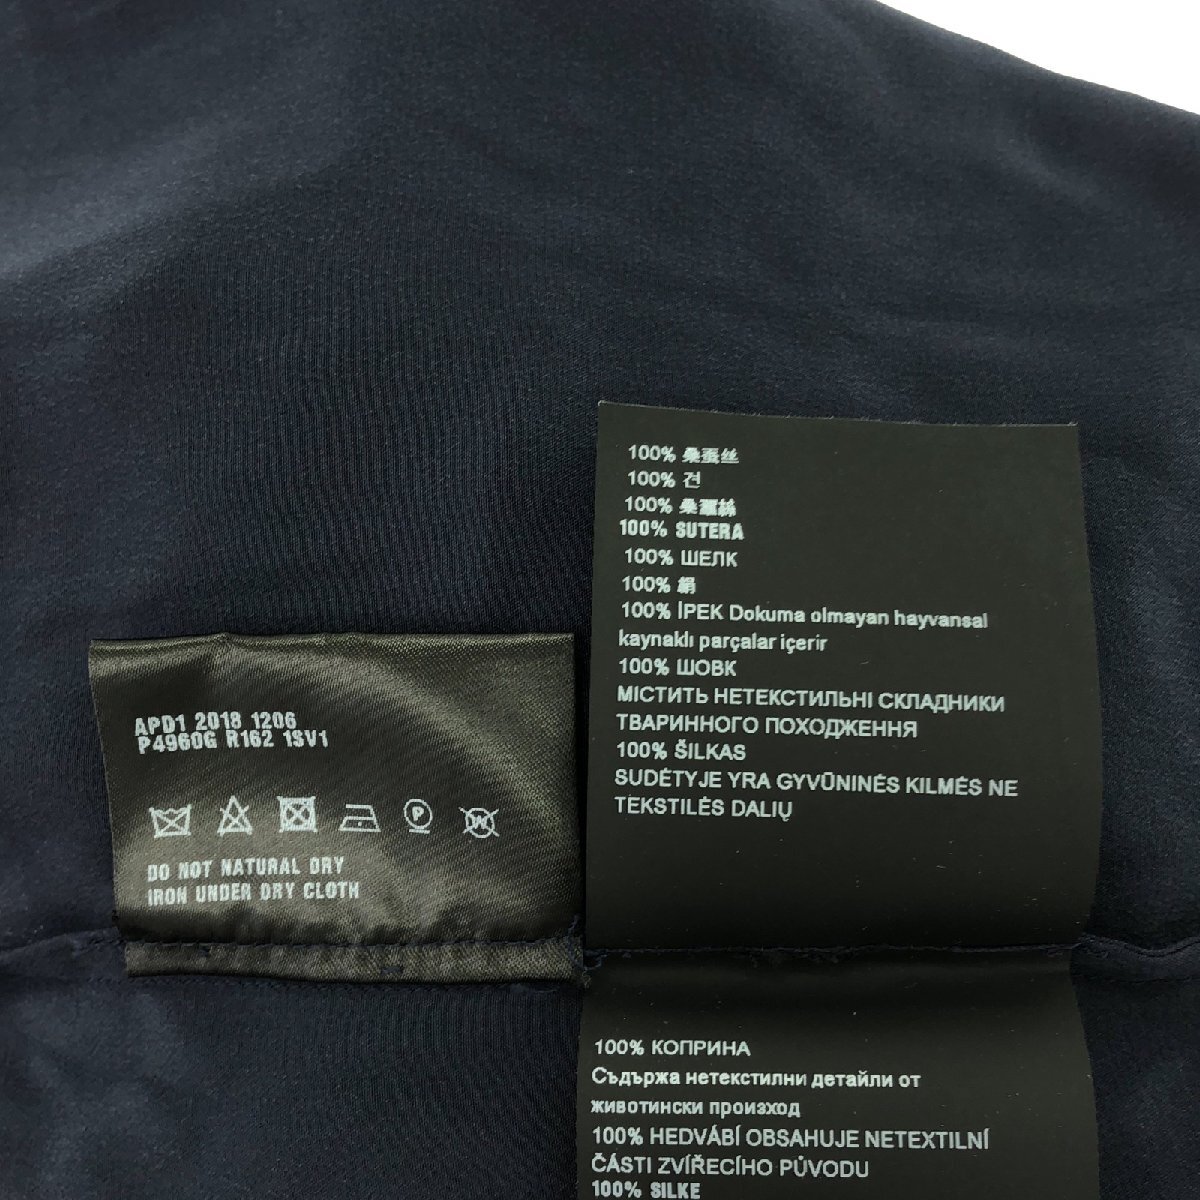 APD1 2018 1206
P4960G R162 1SV1
P W
DO NOT NATURAL DRY
IRON UNDER DRY CLOTH
100% 桑蚕丝
100% 견
100% 桑蠶絲
100% SUTERA
100% ШЕЛК
100% 絹
100% İPEK Dokuma olmayan hayvansal
kaynaklı parçalar içerir
100% ШОВК
МІСТИТЬ НЕТЕКСТИЛЬНІ СКЛАДНИКИ
ТВАРИННОГО ПОХОДЖЕННЯ
100% ŠILKAS
SUDĖTYJE YRA GYVŪNINĖS KILMĖS NE
TEKSTILĖS DALIŲ
100% КОПРИНА
Съдържа нетекстилни детайли от
животински произход
100% HEDVÁBÍ OBSAHUJE NETEXTILNÍ
ČÁSTI ZVÍŘECÍHO PŮVODU
100% SILKE